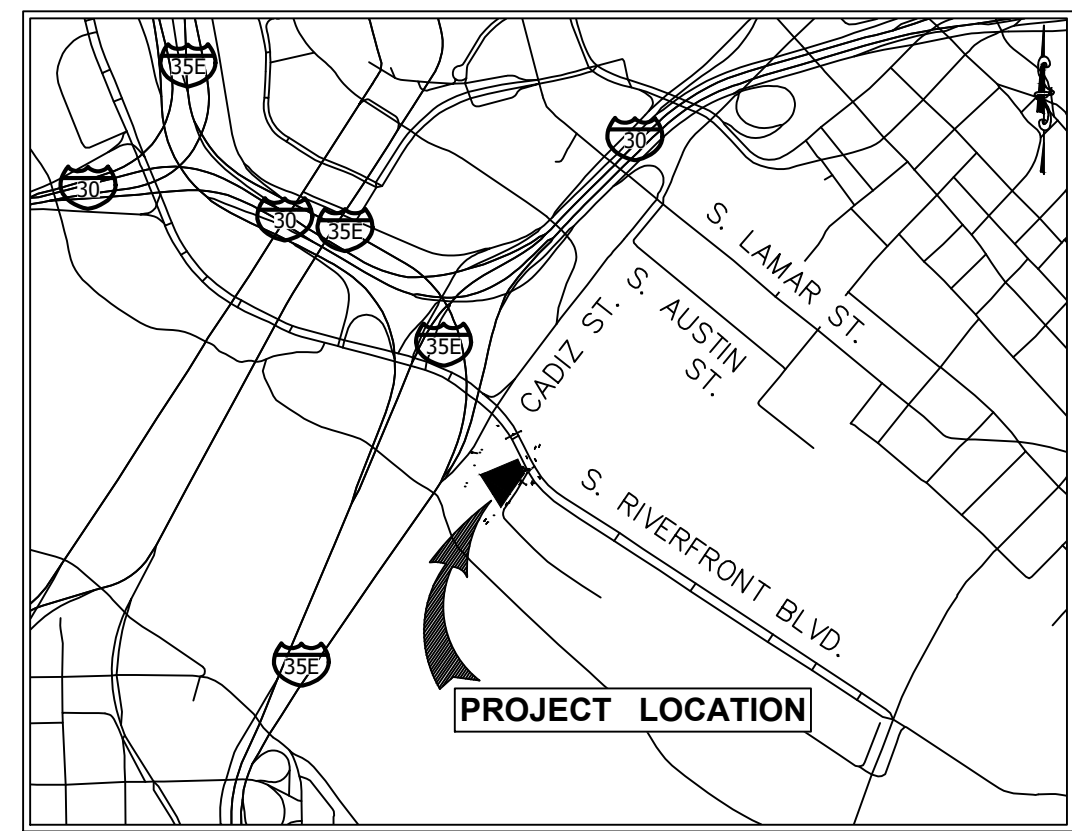 35E
30
30
30
35E
S. LAMAR ST.
S. AUSTIN
ST.
CADIZ ST.
35E
S. RIVERFRONT BLVD.
35E
PROJECT LOCATION